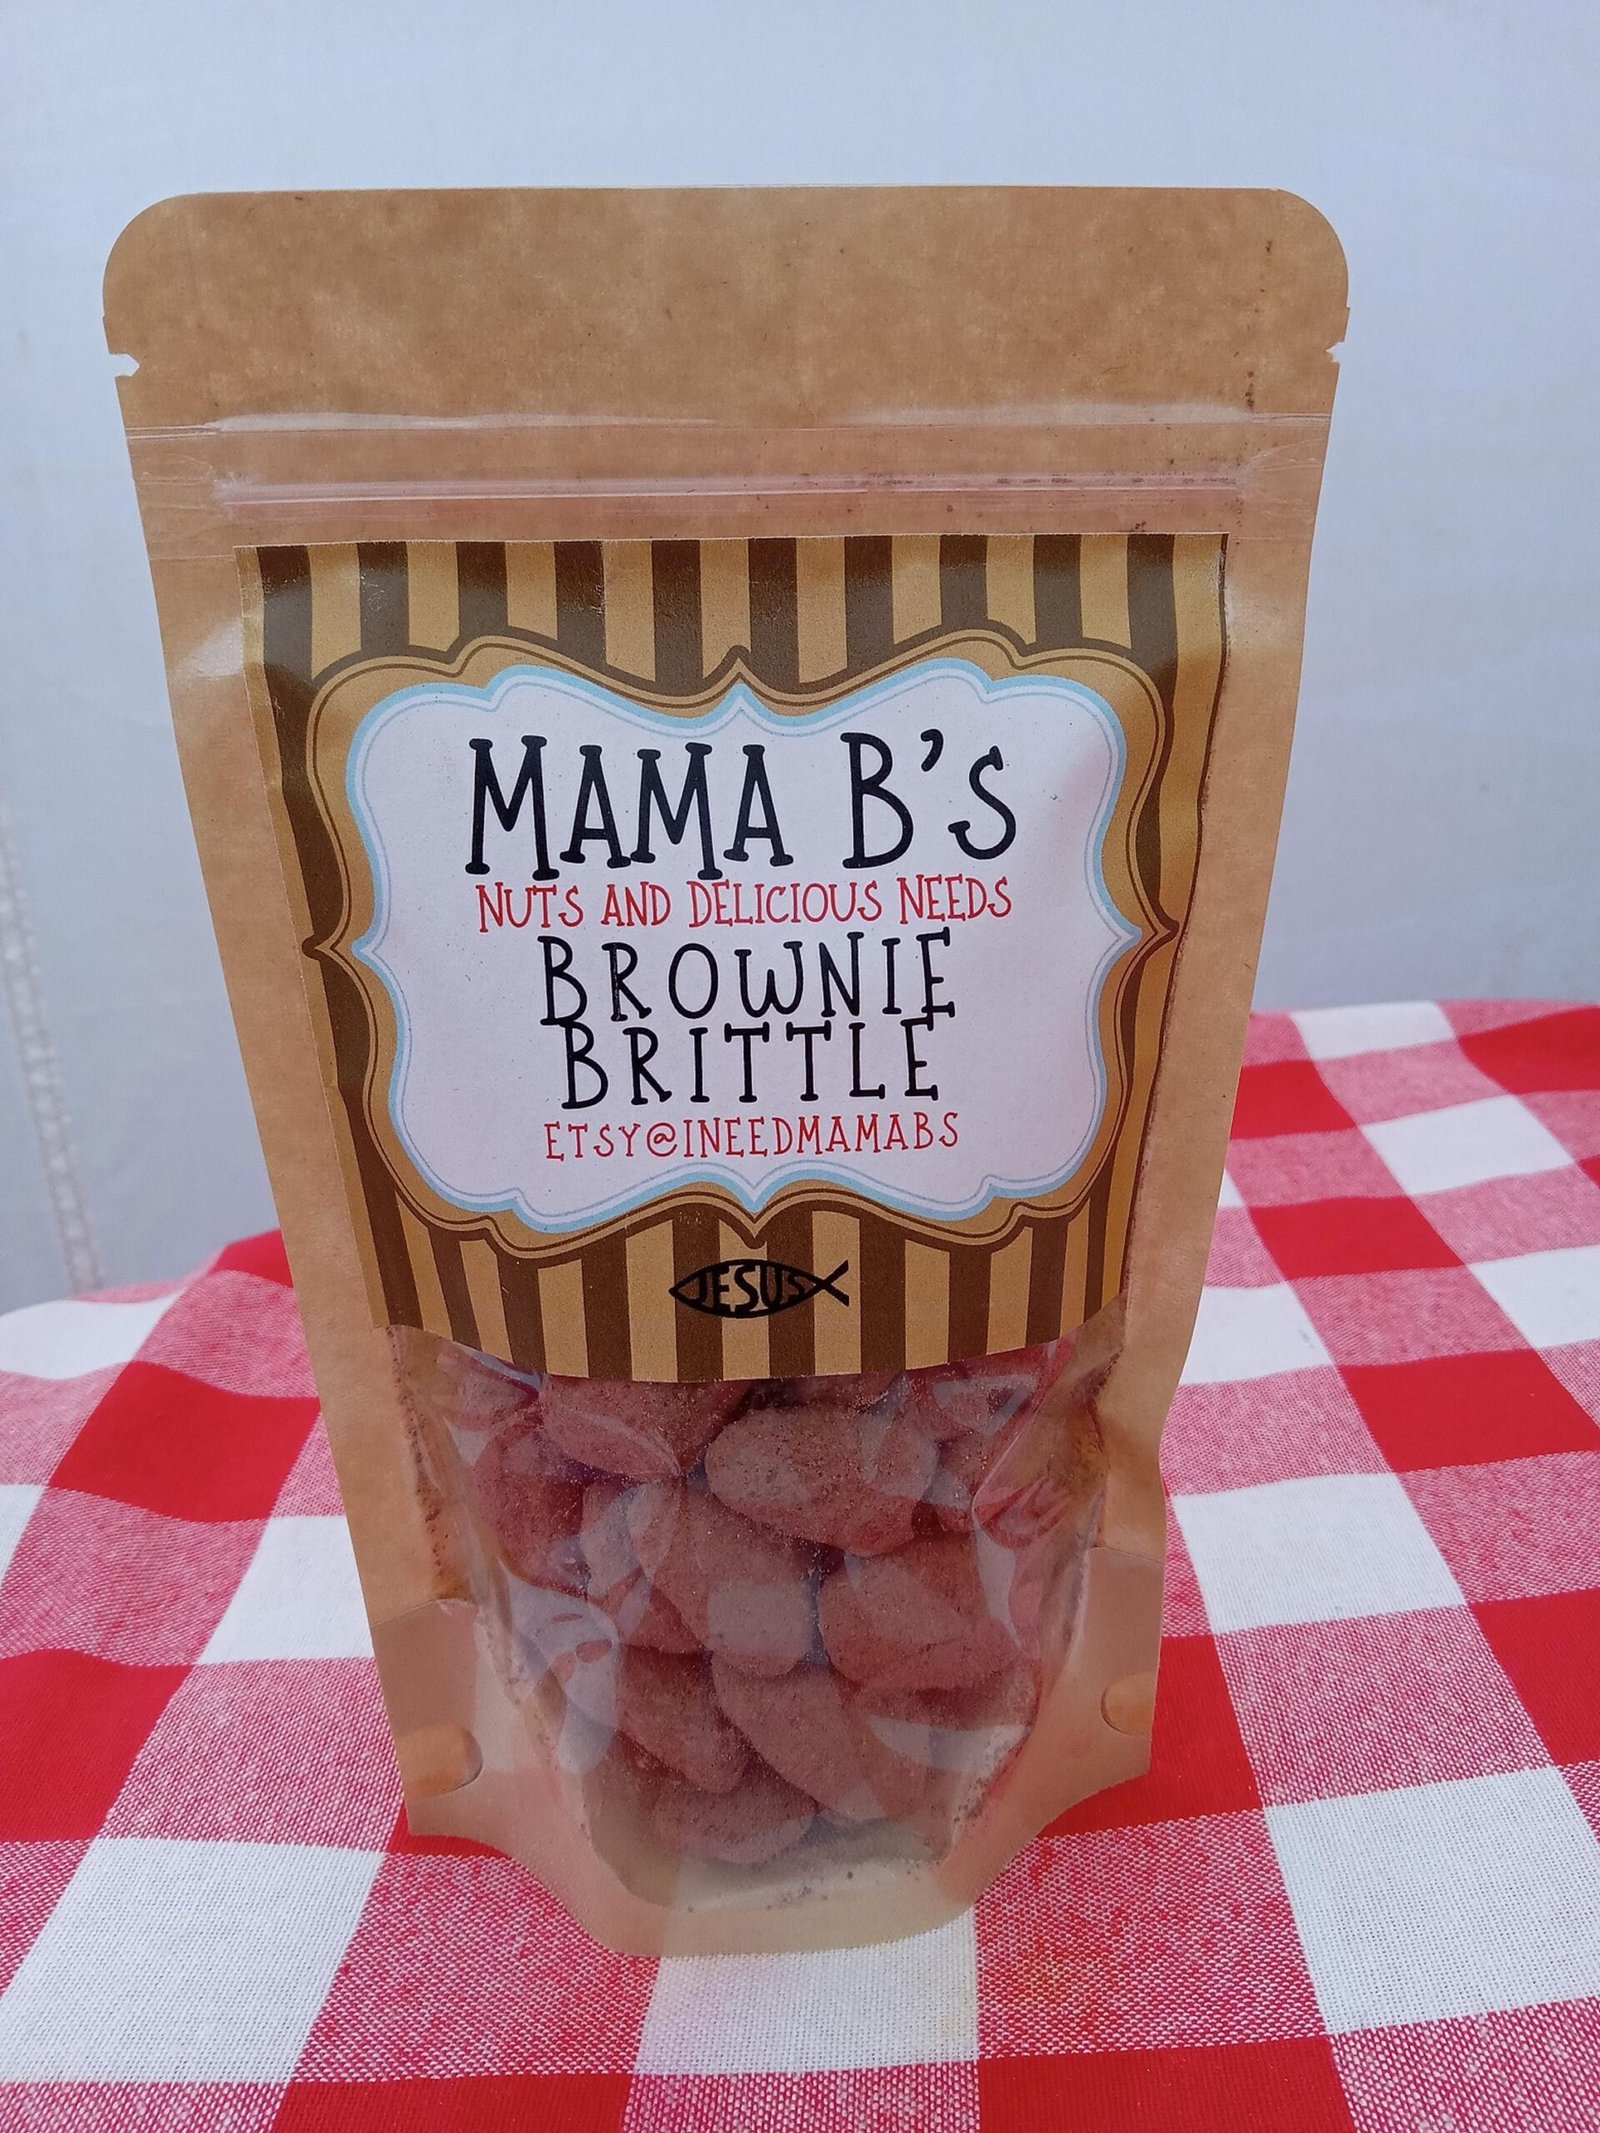 MAMA B'S
NUTS AND DELICIOUS NEEDS
BROWNIE
BRITTLE
ETSY@INEEDMAMABS
JESUS